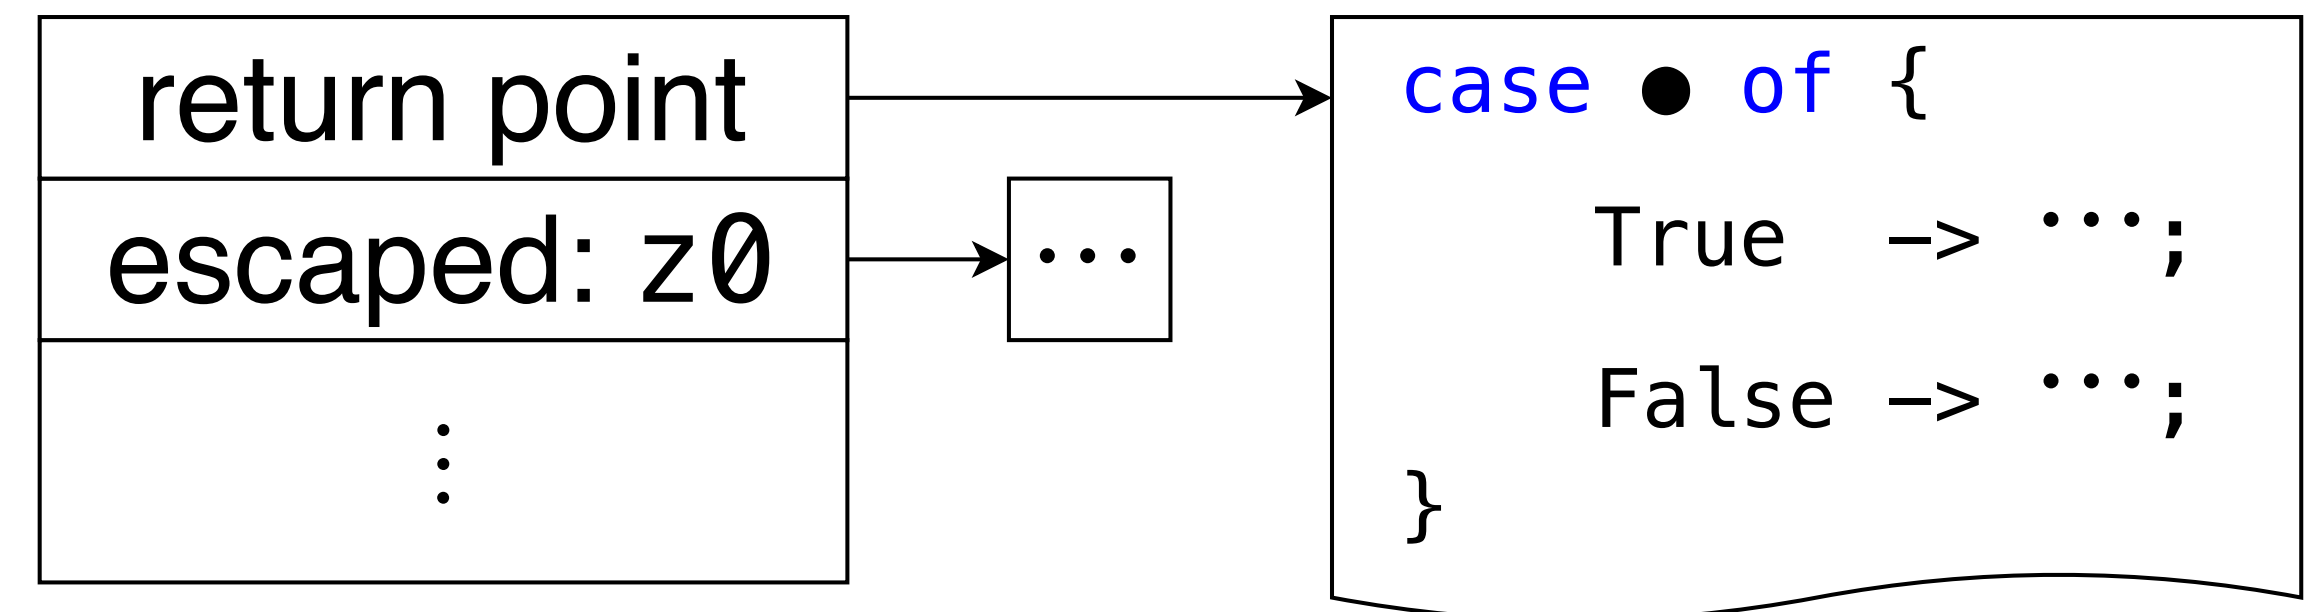 return point
escaped: z0
⋮
···
case ● of {
True -> ···;
False -> ···;
}